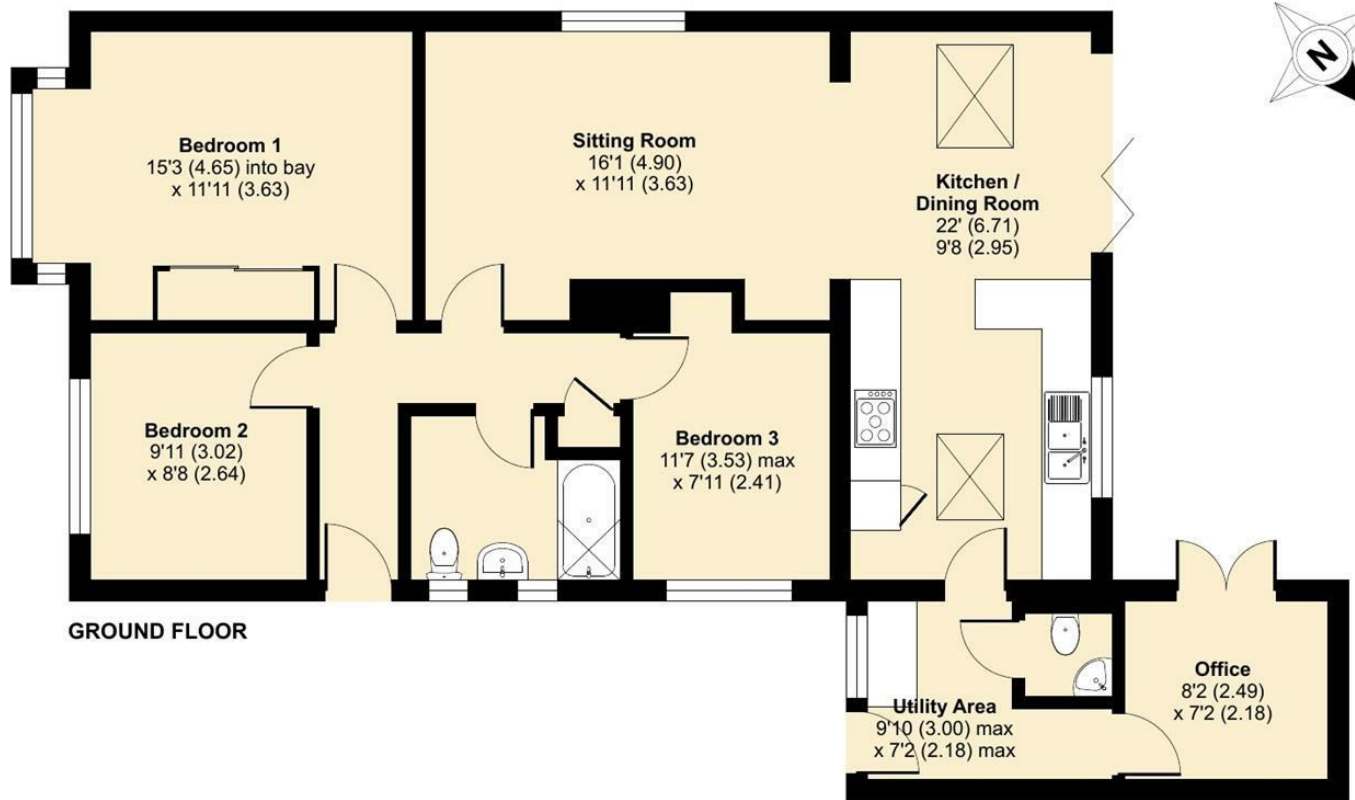 N
Bedroom 1
15'3 (4.65) into bay
x 11'11 (3.63)
Sitting Room
16'1 (4.90)
x 11'11 (3.63)
Kitchen /
Dining Room
22' (6.71)
9'8 (2.95)
Bedroom 2
9'11 (3.02)
x 8'8 (2.64)
Bedroom 3
11'7 (3.53) max
x 7'11 (2.41)
GROUND FLOOR
Utility Area
9'10 (3.00) max
x 7'2 (2.18) max
Office
8'2 (2.49)
x 7'2 (2.18)